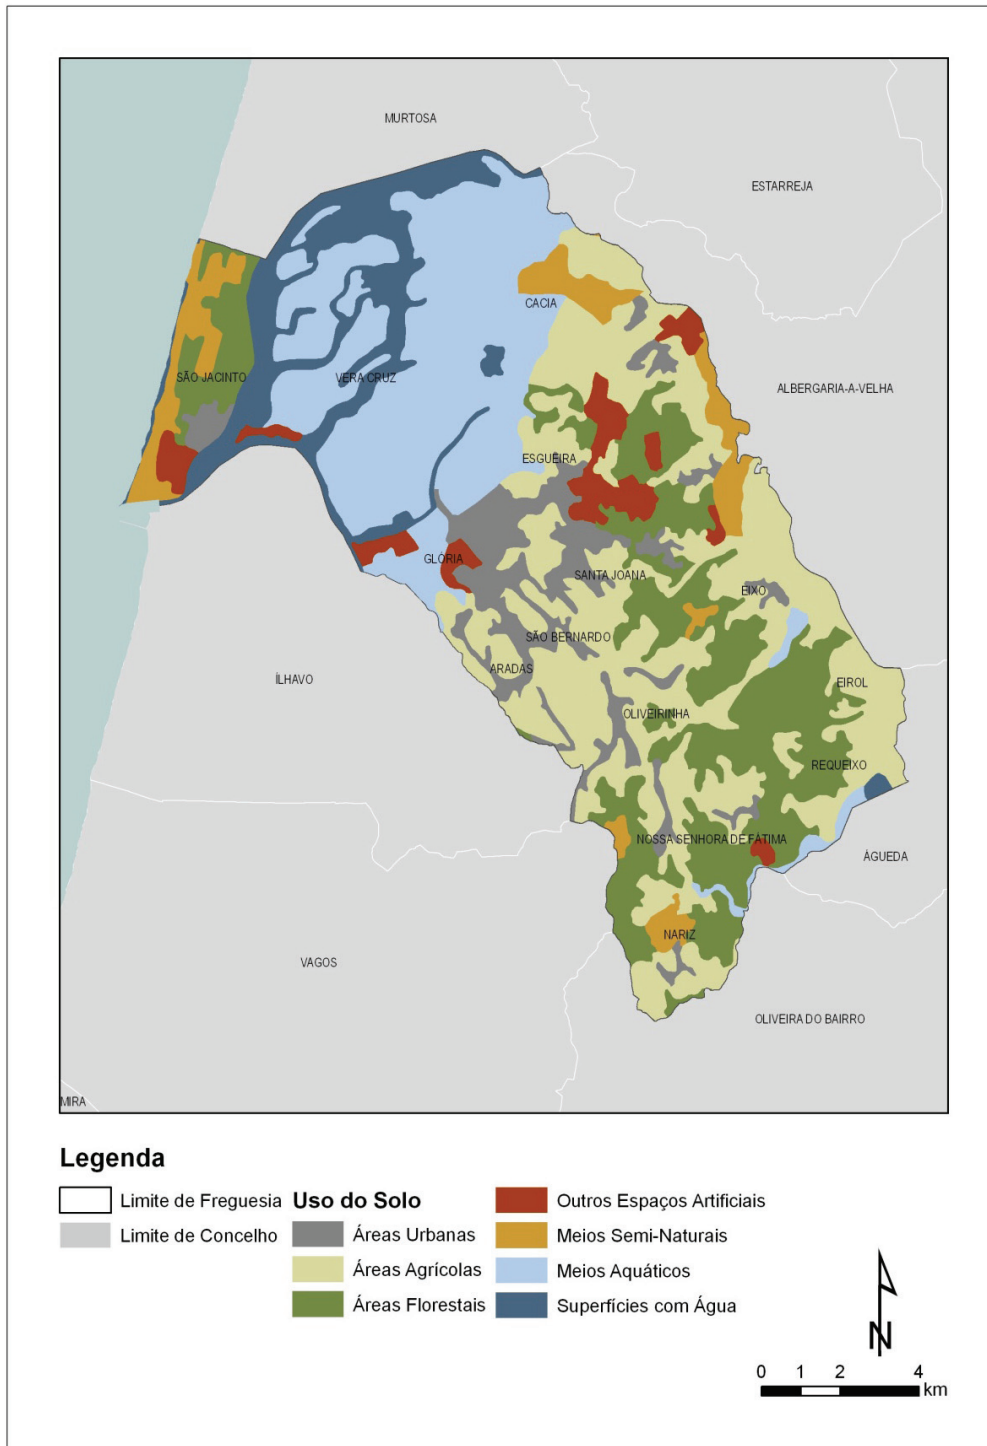 MURTOSA
ESTARREJA
CACIA
SÃO JACINTO
VERA CRUZ
ALBERGARIA-A-VELHA
ESGUEIRA
GLÓRIA
SANTA JOANA
EIXO
SÃO BERNARDO
ARADAS
ÍLHAVO
EIROL
OLIVEIRINHA
REQUEIXO
NOSSA SENHORA DE FÁTIMA
ÁGUEDA
NARIZ
VAGOS
OLIVEIRA DO BAIRRO
MIRA
Legenda
Limite de Freguesia
Limite de Concelho
Uso do Solo
Áreas Urbanas
Áreas Agrícolas
Áreas Florestais
Outros Espaços Artificiais
Meios Semi-Naturais
Meios Aquáticos
Superfícies com Água
N
0 1 2 4
km